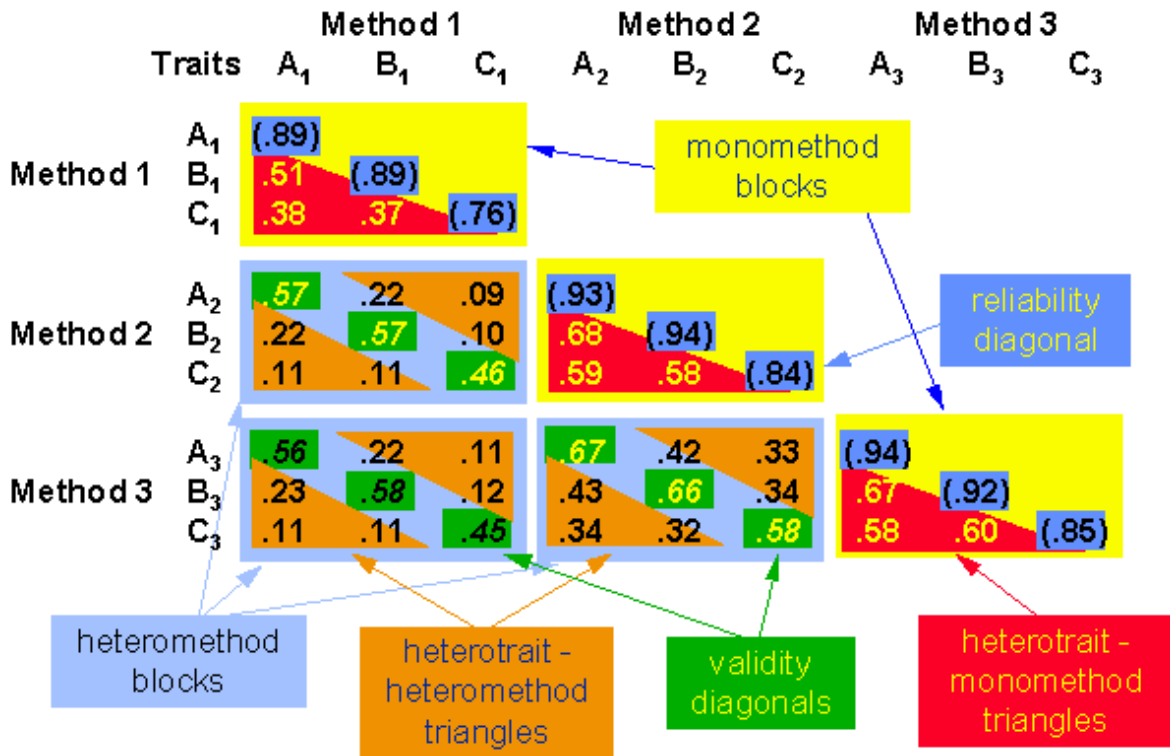 Method 1 Method 2 Method 3
Traits A₁ B₁ C₁ A₂ B₂ C₂ A₃ B₃ C₃
A₁ (.89)
Method 1 B₁ .51 (.89)
C₁ .38 .37 (.76)
monomethod
blocks
A₂ .57 .22 .09 (.93)
Method 2 B₂ .22 .57 .10 .68 (.94)
C₂ .11 .11 .46 .59 .58 (.84)
reliability
diagonal
A₃ .56 .22 .11 .67 .42 .33 (.94)
Method 3 B₃ .23 .58 .12 .43 .66 .34 .67 (.92)
C₃ .11 .11 .45 .34 .32 .58 .58 .60 (.85)
heteromethod
blocks
heterotrait -
heteromethod
triangles
validity
diagonals
heterotrait -
monomethod
triangles